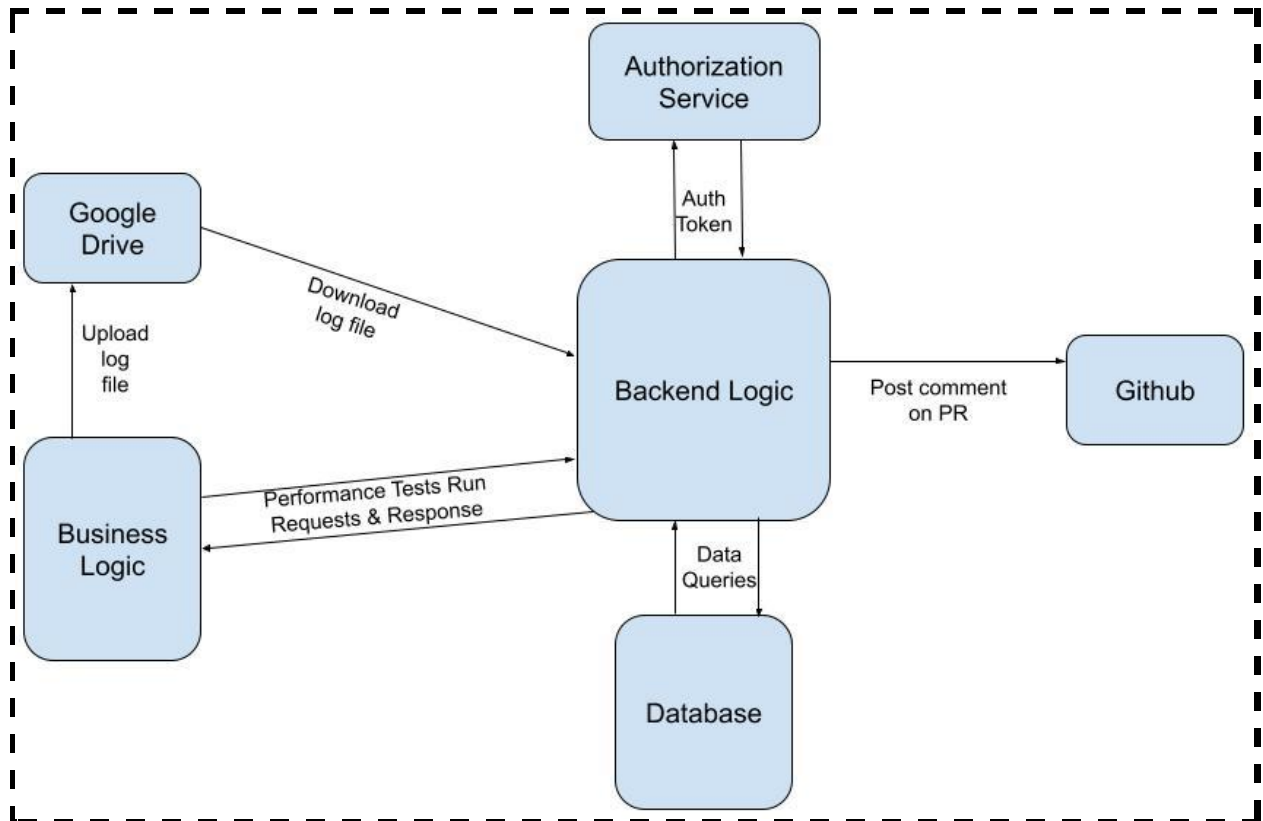 Authorization
Service
Auth
Token
Google
Drive
Download
log file
Upload
log
file
Backend Logic
Post comment
on PR
Github
Performance Tests Run
Requests & Response
Business
Logic
Data
Queries
Database